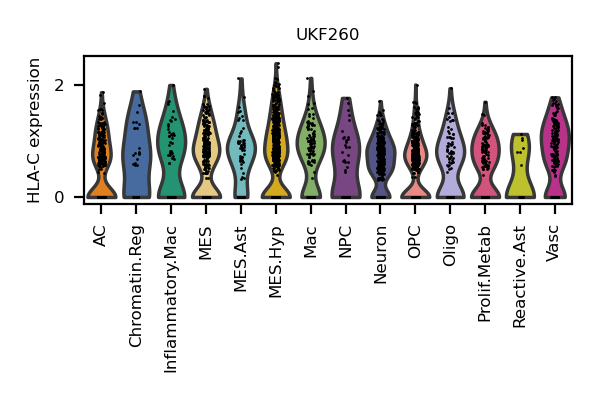 UKF260
HLA-C expression
2
0
AC
Chromatin.Reg
Inflammatory.Mac
MES
MES.Ast
MES.Hyp
Mac
NPC
Neuron
OPC
Oligo
Prolif.Metab
Reactive.Ast
Vasc